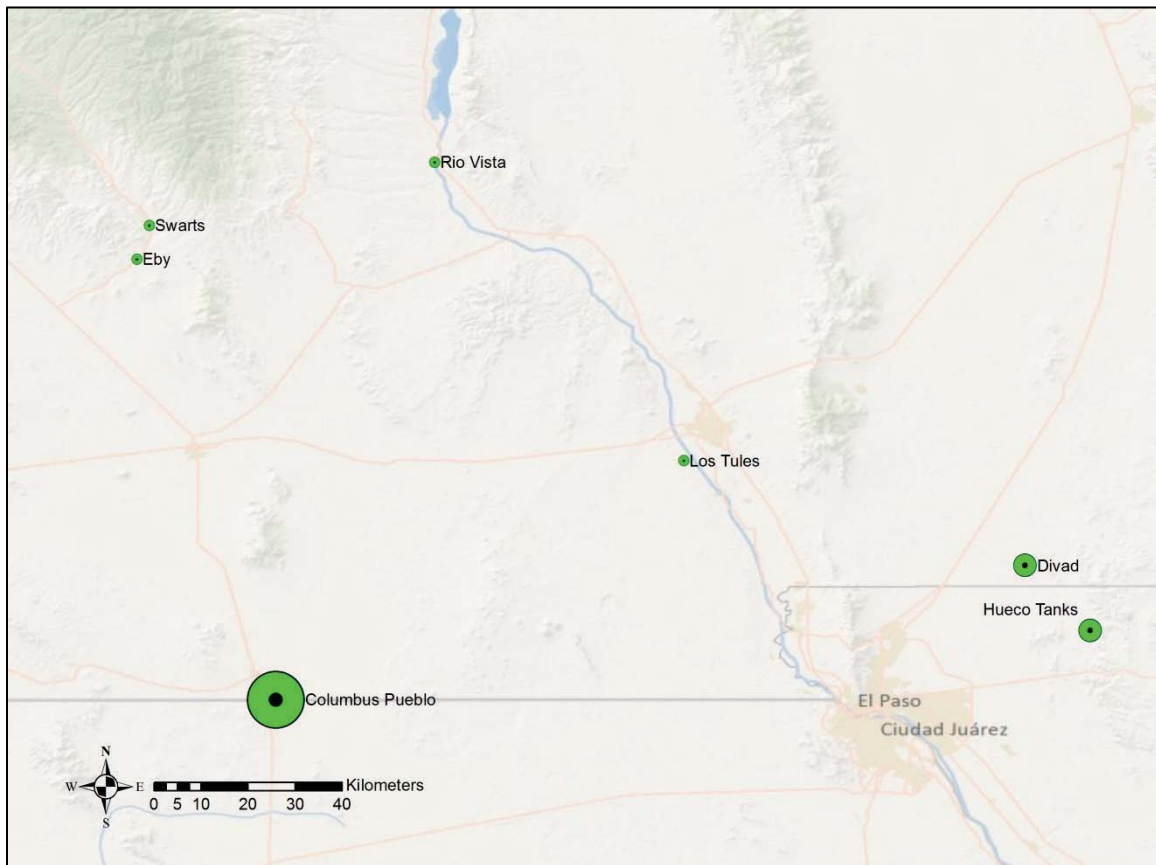 Rio Vista
Swarts
Eby
Los Tules
Divad
Hueco Tanks
Columbus Pueblo
El Paso
Ciudad Juárez
N
W E
S
Kilometers
0 5 10 20 30 40